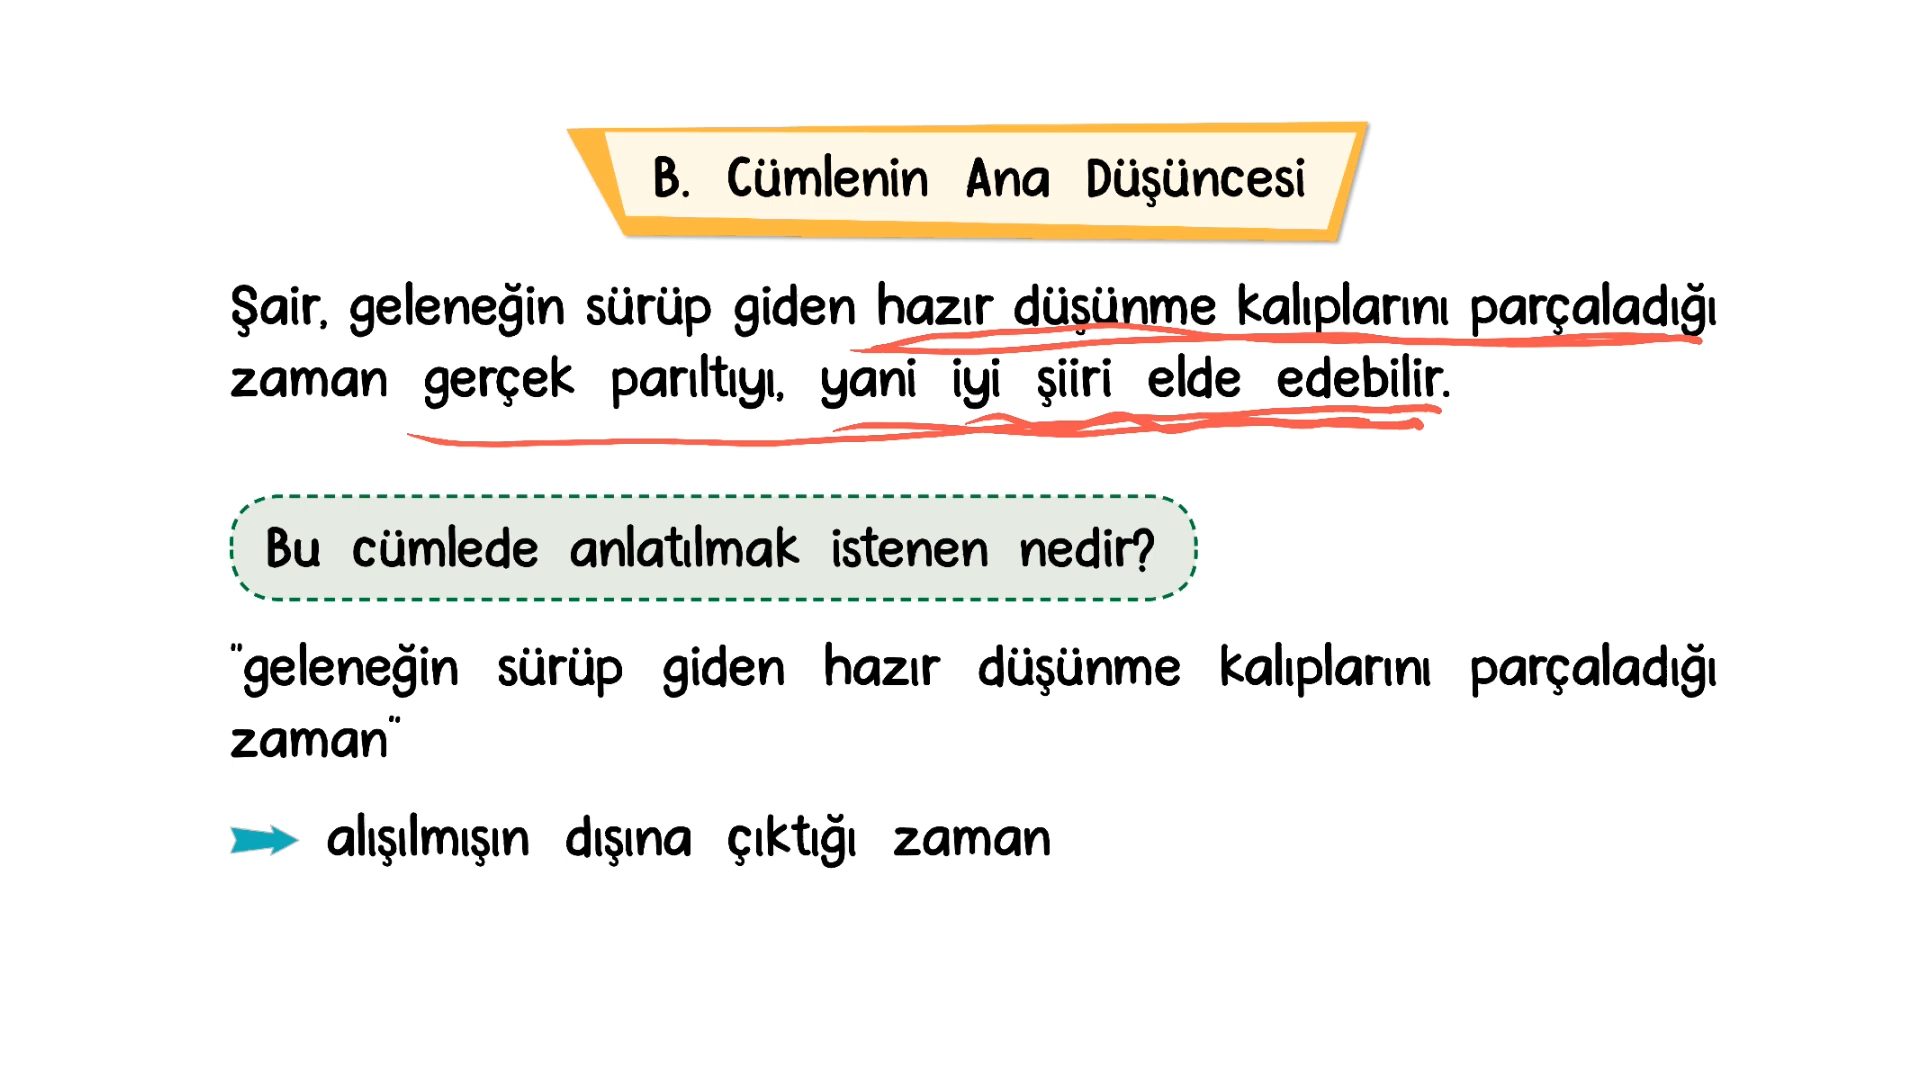 B. Cümlenin Ana Düşüncesi
Şair, geleneğin sürüp giden hazır düşünme kalıplarını parçaladığı
zaman gerçek parıltıyı, yani iyi şiiri elde edebilir.
Bu cümlede anlatılmak istenen nedir?
"geleneğin sürüp giden hazır düşünme kalıplarını parçaladığı
zaman"
alışılmışın dışına çıktığı zaman